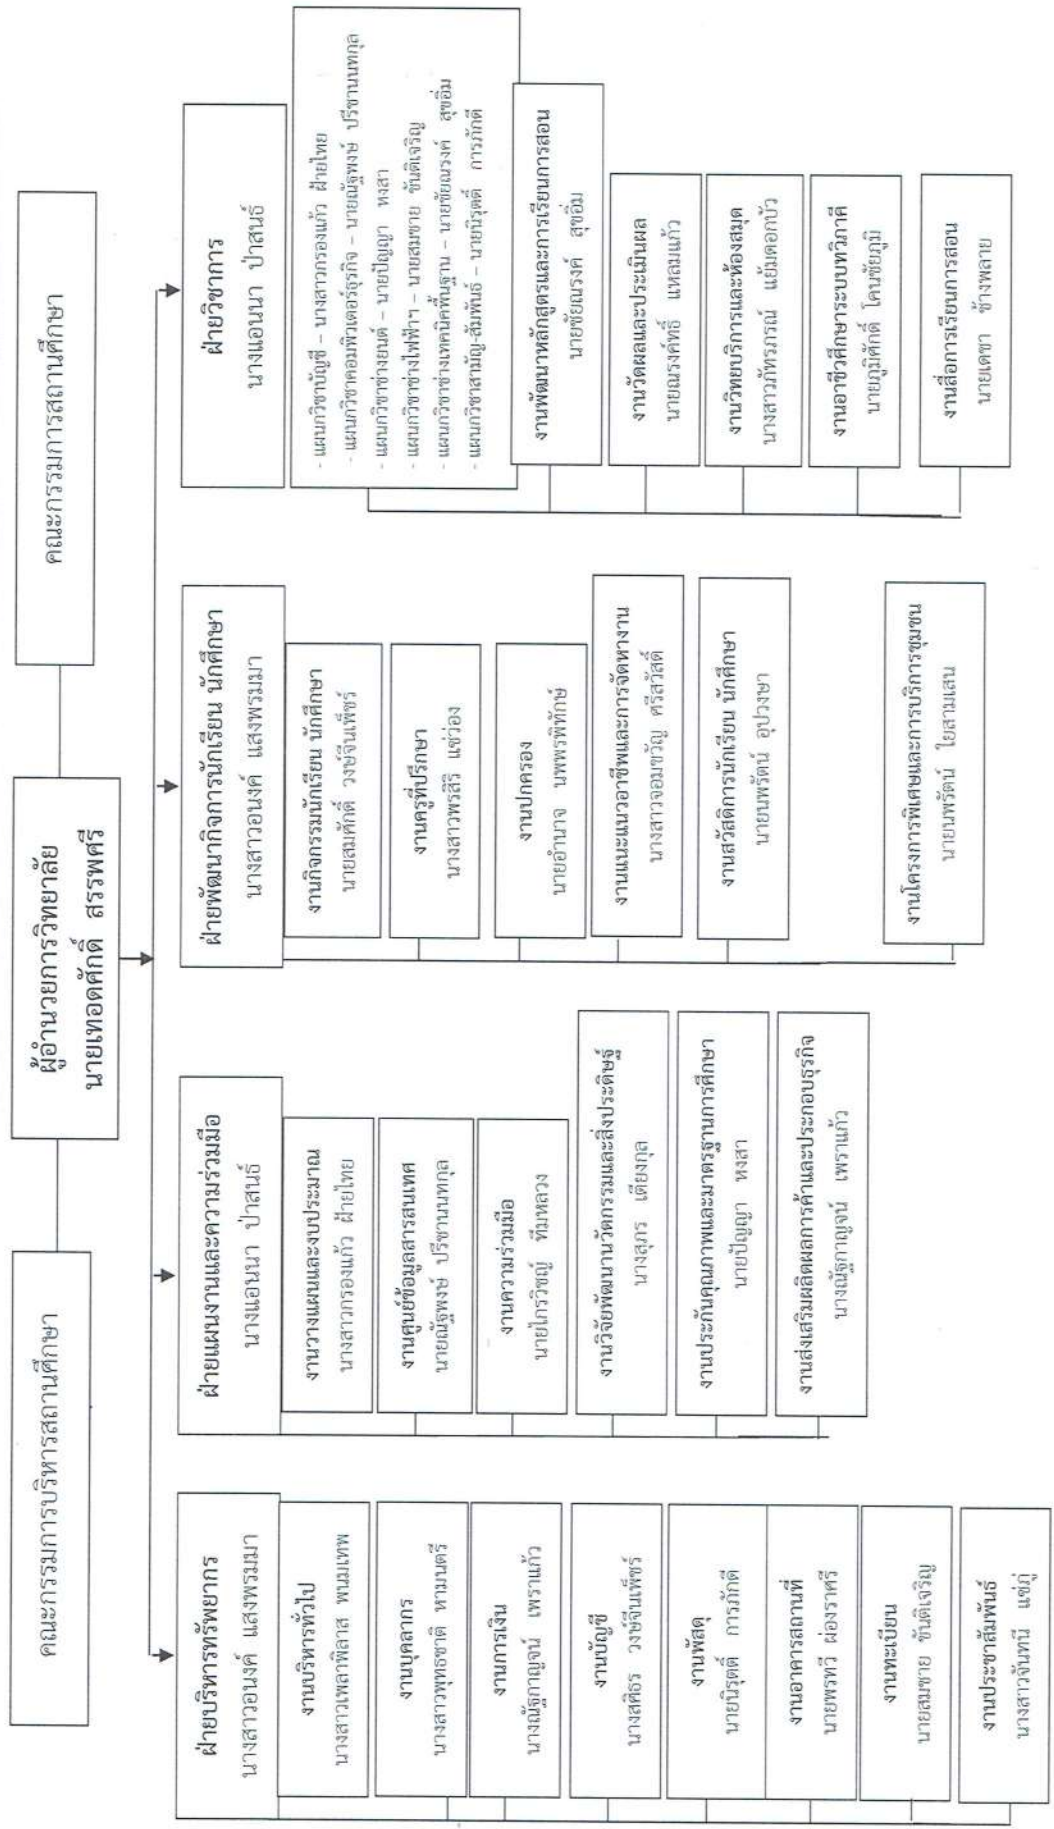 คณะกรรมการบริหารสถานศึกษา
ผู้อำนวยการวิทยาลัย
นายเทอดศักดิ์ สรรพศรี
คณะกรรมการสถานศึกษา
ฝ่ายบริหารทรัพยากร
นางสาวอนงค์ แสงพรมมา
งานบริหารทั่วไป
นางสาวเพลาพิลาส พนมเทพ
งานบุคลากร
นางสาวพุทธชาติ หามนตรี
งานการเงิน
นางณัฐกาญจน์ เพราแก้ว
งานบัญชี
นางสศิธร วงษ์จีนเพ็ชร์
งานพัสดุ
นายนิรุตต์ การภักดี
งานอาคารสถานที่
นายพรทวี ผ่องราศรี
งานทะเบียน
นายสมชาย ขันติเจริญ
งานประชาสัมพันธ์
นางสาวจันทนี แซ่ภู่
ฝ่ายแผนงานและความร่วมมือ
นางแอนนา ป่าสนธ์
งานวางแผนและงบประมาณ
นางสาวกรองแก้ว ฝ้ายไทย
งานศูนย์ข้อมูลสารสนเทศ
นายณัฐพงษ์ ปรีชานนทกุล
งานความร่วมมือ
นายไกรวิชญ์ ทีมหลวง
งานวิจัยพัฒนานวัตกรรมและสิ่งประดิษฐ์
นางสุภร เตียงกุล
งานประกันคุณภาพและมาตรฐานการศึกษา
นายปัญญา หงสา
งานส่งเสริมผลิตผลการค้าและประกอบธุรกิจ
นางณัฐกาญจน์ เพราแก้ว
ฝ่ายพัฒนากิจการนักเรียน นักศึกษา
นางสาวอนงค์ แสงพรมมา
งานกิจกรรมนักเรียน นักศึกษา
นายสมศักดิ์ วงษ์จีนเพ็ชร์
งานครูที่ปรึกษา
นางสาวพรสิริ แซ่ว่อง
งานปกครอง
นายอำนาจ นพพรพิทักษ์
งานแนะแนวอาชีพและการจัดหางาน
นางสาวจอมขวัญ ศรีสวัสดิ์
งานสวัสดิการนักเรียน นักศึกษา
นายนพรัตน์ อุปวงษา
งานโครงการพิเศษและการบริการชุมชน
นายนพรัตน์ ใยสามเสน
ฝ่ายวิชาการ
นางแอนนา ป่าสนธ์
- แผนกวิชาบัญชี – นางสาวกรองแก้ว ฝ้ายไทย
- แผนกวิชาคอมพิวเตอร์ธุรกิจ – นายณัฐพงษ์ ปรีชานนทกุล
- แผนกวิชาช่างยนต์ – นายปัญญา หงสา
- แผนกวิชาช่างไฟฟ้าฯ – นายสมชาย ขันติเจริญ
- แผนกวิชาช่างเทคนิคพื้นฐาน – นายชัยณรงค์ สุขอิ่ม
- แผนกวิชาสามัญ-สัมพันธ์ – นายนิรุตต์ การภักดี
งานพัฒนาหลักสูตรและการเรียนการสอน
นายชัยณรงค์ สุขอิ่ม
งานวัดผลและประเมินผล
นายณรงค์ทธิ์ แหลมแก้ว
งานวิทยบริการและห้องสมุด
นางสาวภัทรภรณ์ แย้มดอกบัว
งานอาชีวศึกษาระบบทวิภาคี
นายภูมิศักดิ์ โคนชัยภูมิ
งานสื่อการเรียนการสอน
นายเดชา ช้างพลาย